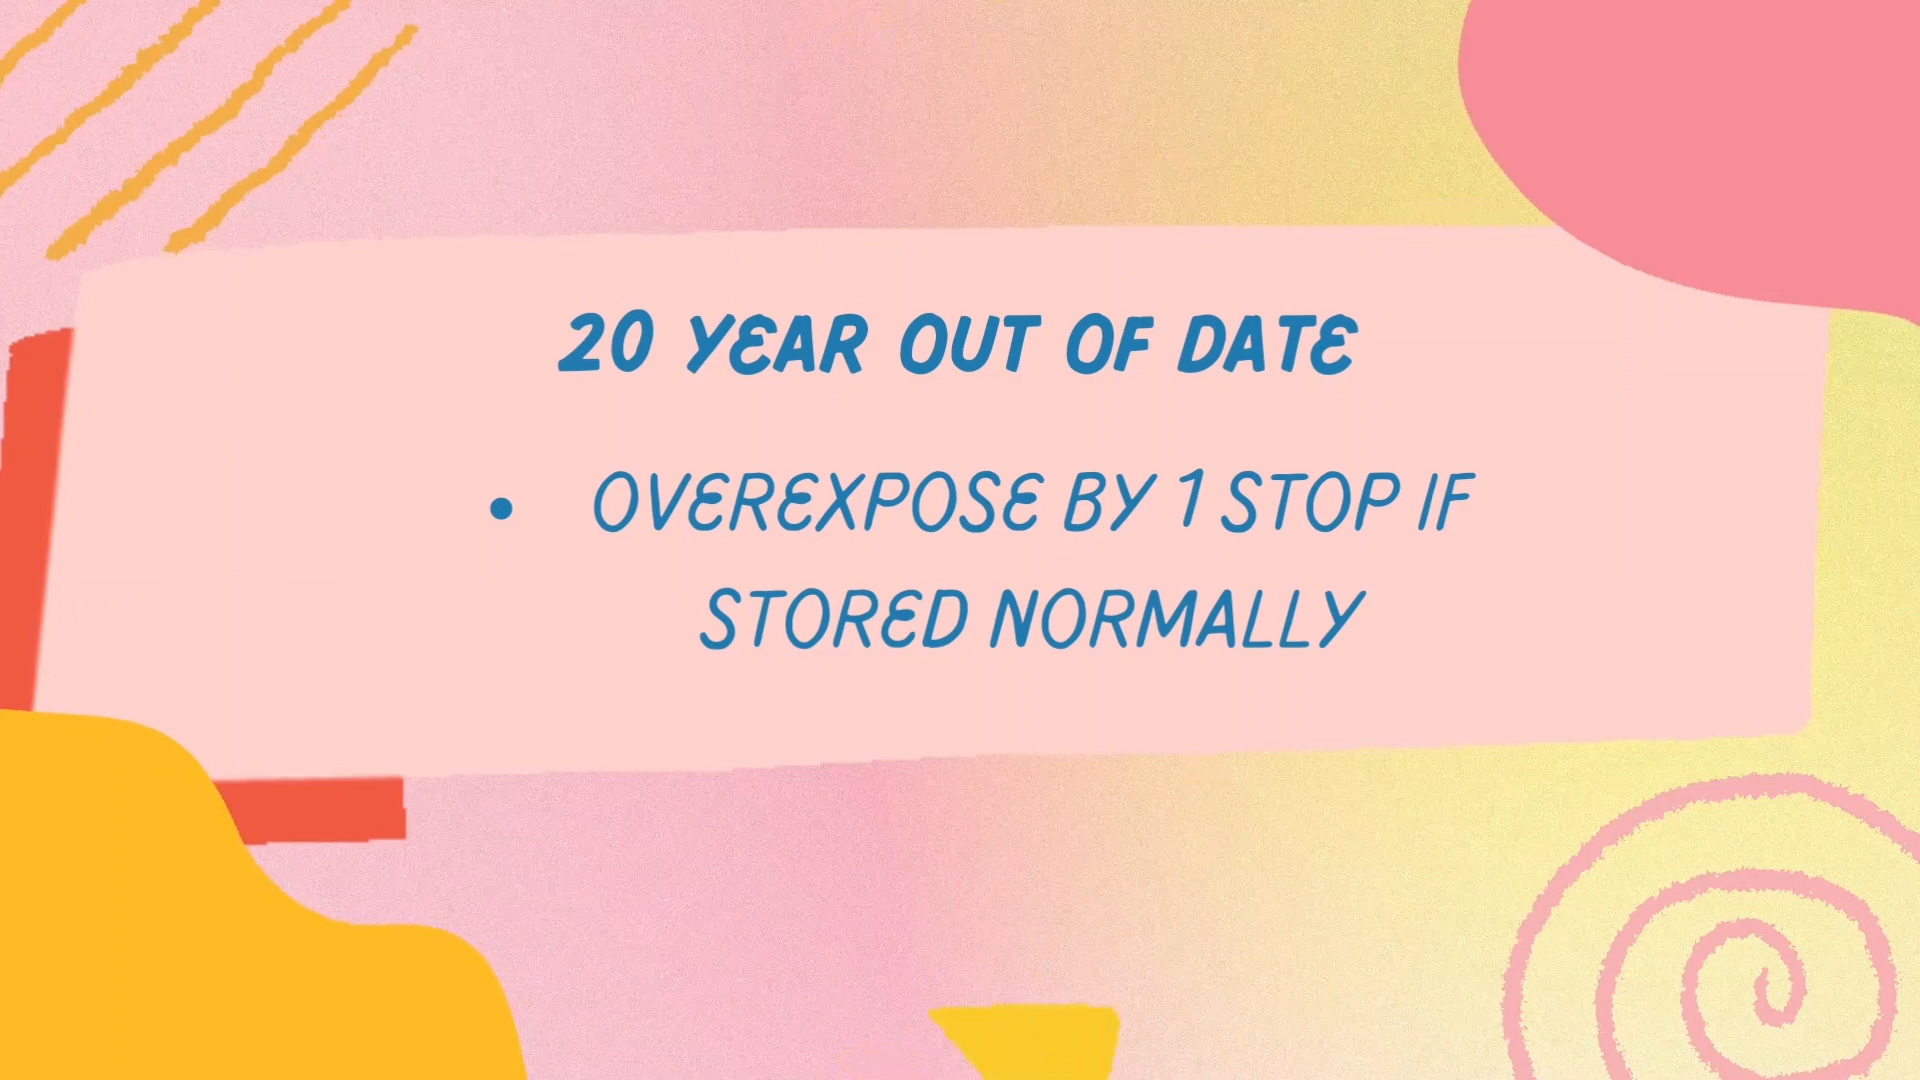 20 YEAR OUT OF DATE
• OVEREXPOSE BY 1 STOP IF
STORED NORMALLY